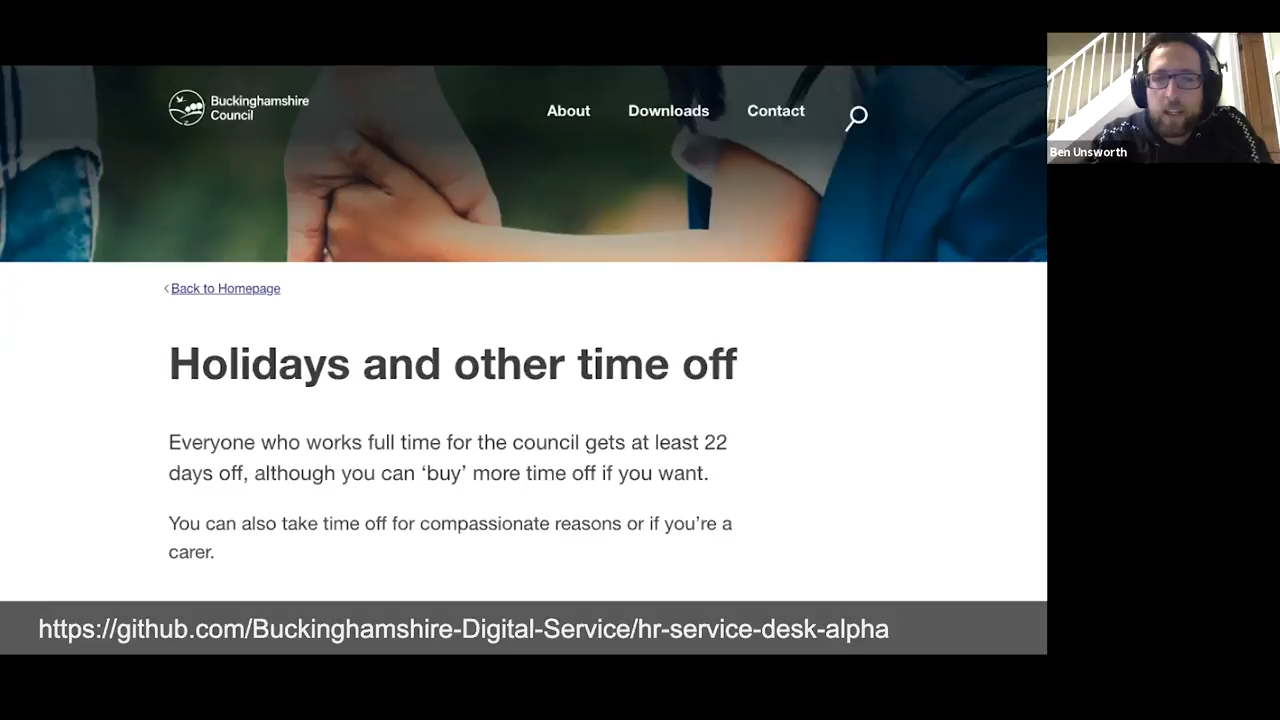 Buckinghamshire
Council
About
Downloads
Contact
Ben Unsworth
Back to Homepage
Holidays and other time off
Everyone who works full time for the council gets at least 22
days off, although you can ‘buy’ more time off if you want.
You can also take time off for compassionate reasons or if you’re a
carer.
https://github.com/Buckinghamshire-Digital-Service/hr-service-desk-alpha